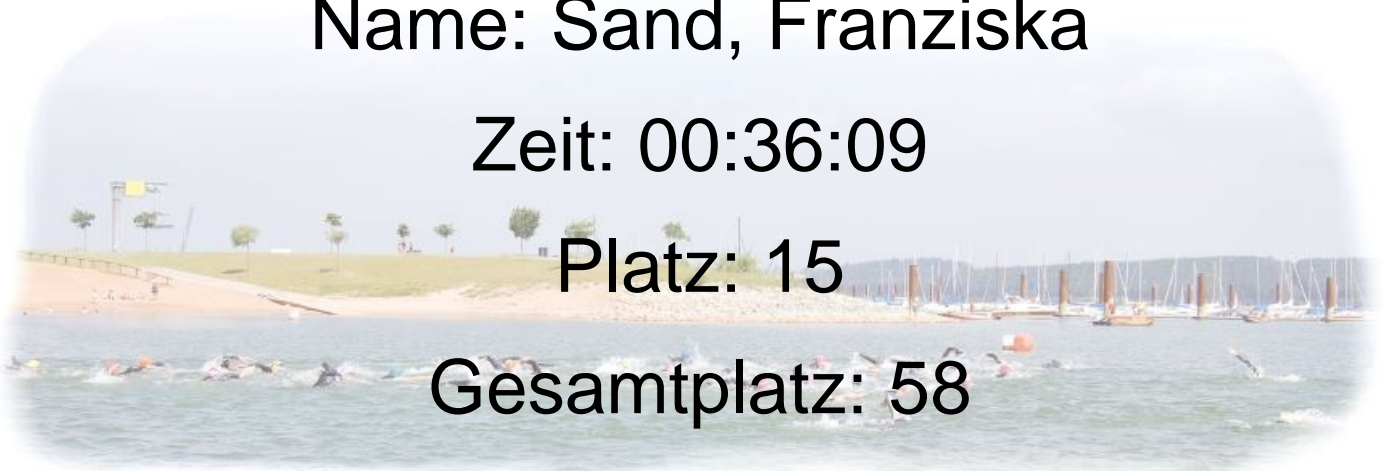 Name: Sand, Franziska
Zeit: 00:36:09
Platz: 15
Gesamtplatz: 58